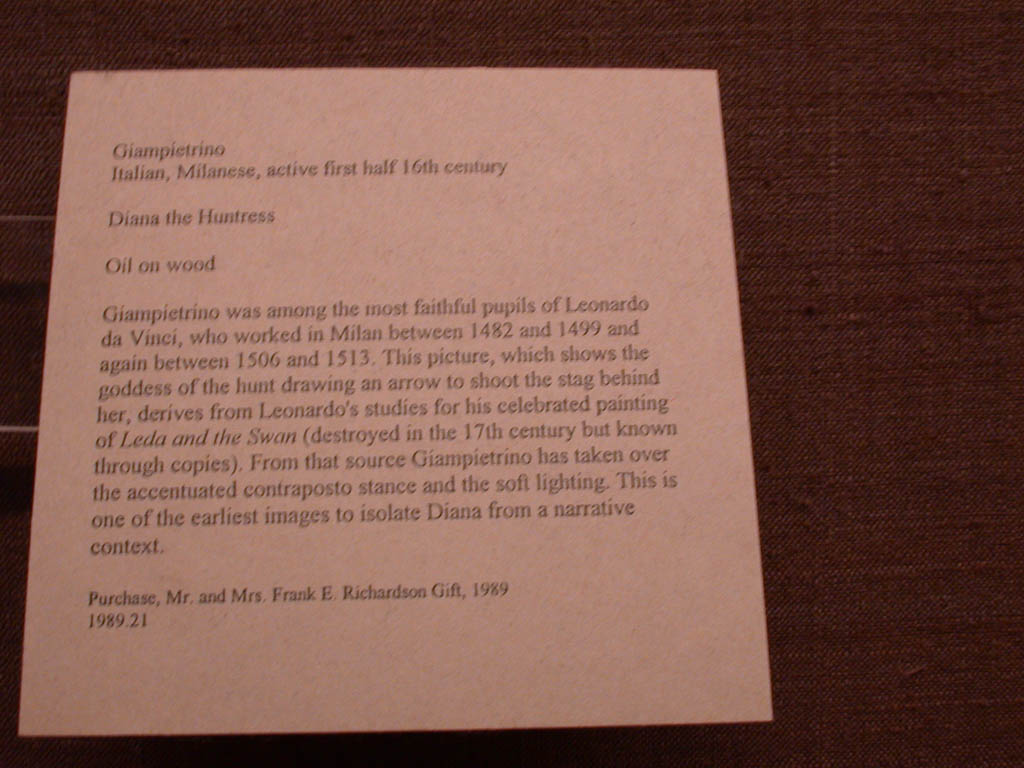 Giampietrino
Italian, Milanese, active first half 16th century
Diana the Huntress
Oil on wood
Giampietrino was among the most faithful pupils of Leonardo
da Vinci, who worked in Milan between 1482 and 1499 and
again between 1506 and 1513. This picture, which shows the
goddess of the hunt drawing an arrow to shoot the stag behind
her, derives from Leonardo's studies for his celebrated painting
of Leda and the Swan (destroyed in the 17th century but known
through copies). From that source Giampietrino has taken over
the accentuated contraposto stance and the soft lighting. This is
one of the earliest images to isolate Diana from a narrative
context.
Purchase, Mr. and Mrs. Frank E. Richardson Gift, 1989
1989.21